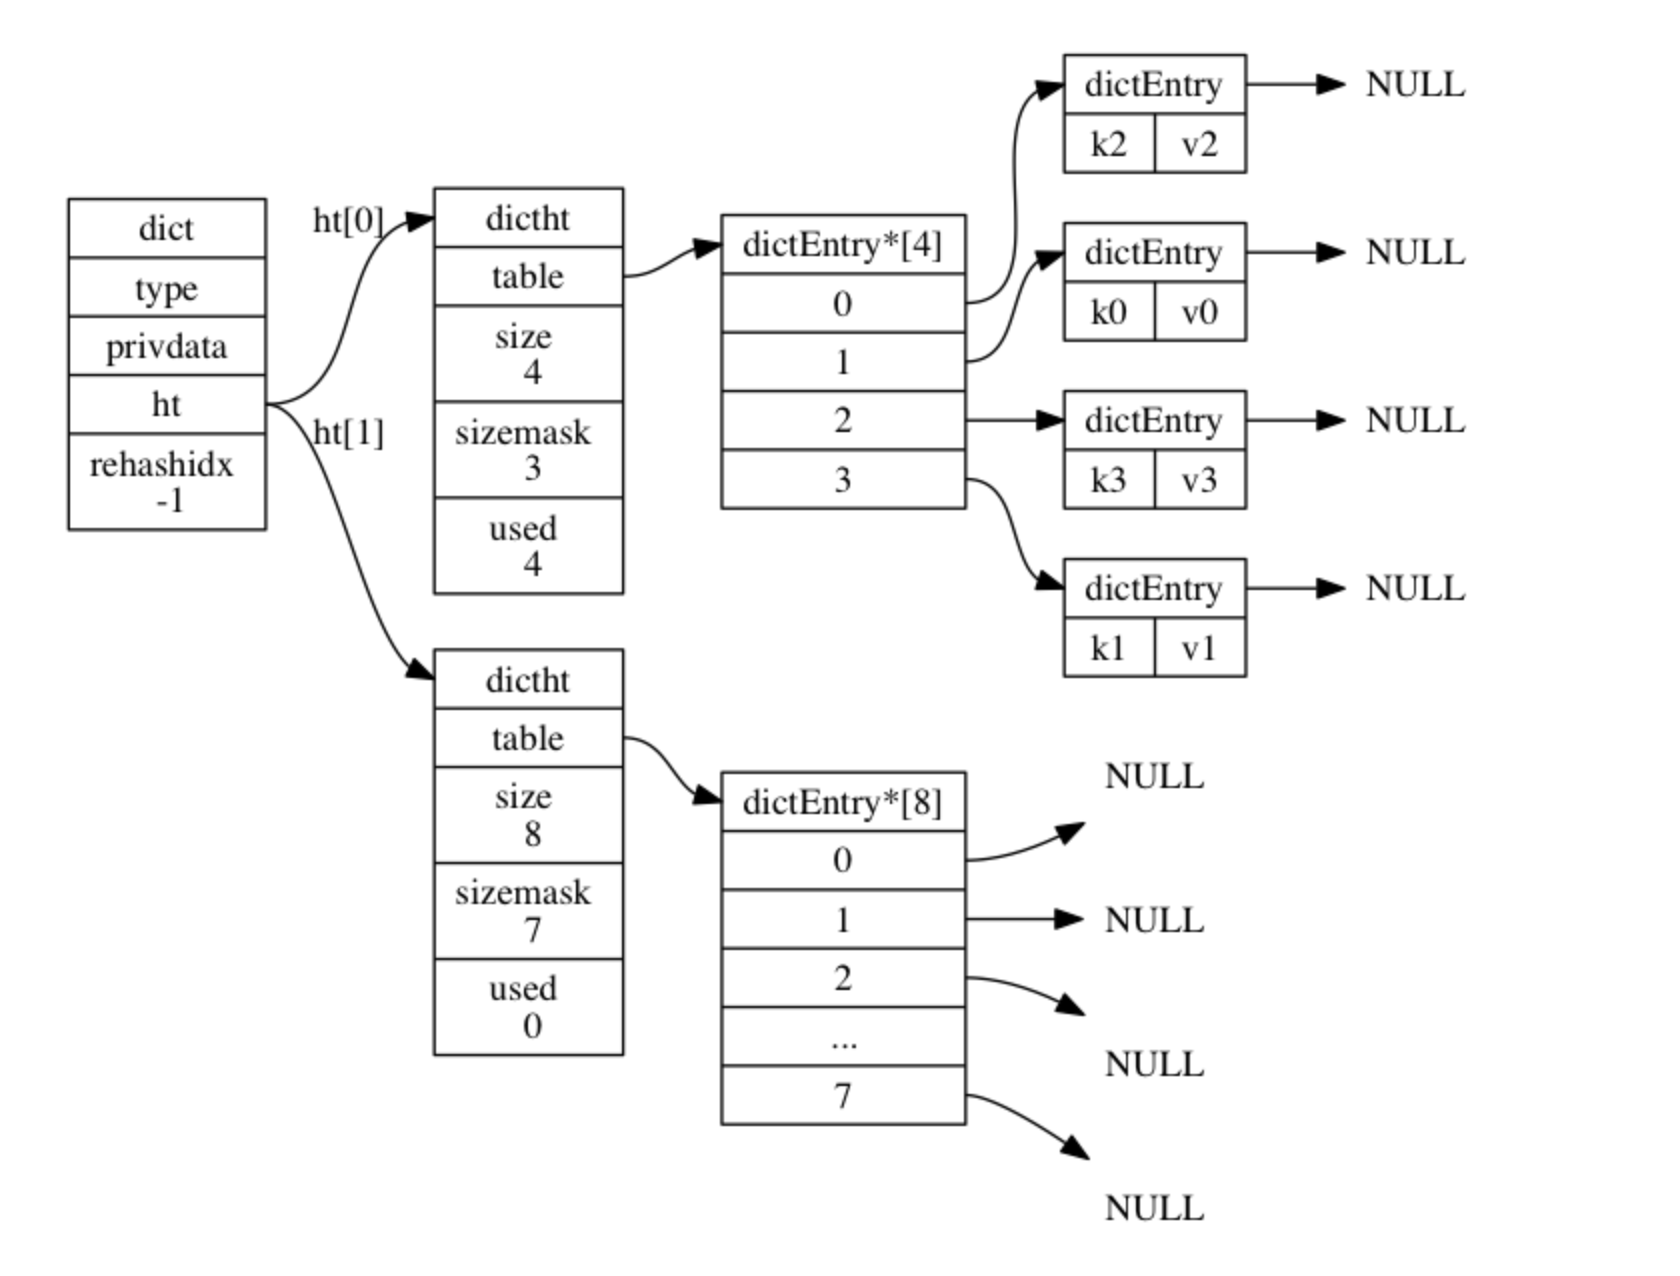 dict
type
privdata
ht
rehashidx
-1
ht[0]
ht[1]
dictht
table
size
4
sizemask
3
used
4
dictEntry*[4]
0
1
2
3
dictEntry
k2 v2
NULL
dictEntry
k0 v0
NULL
dictEntry
k3 v3
NULL
dictEntry
k1 v1
NULL
dictht
table
size
8
sizemask
7
used
0
dictEntry*[8]
0
1
2
...
7
NULL
NULL
NULL
NULL